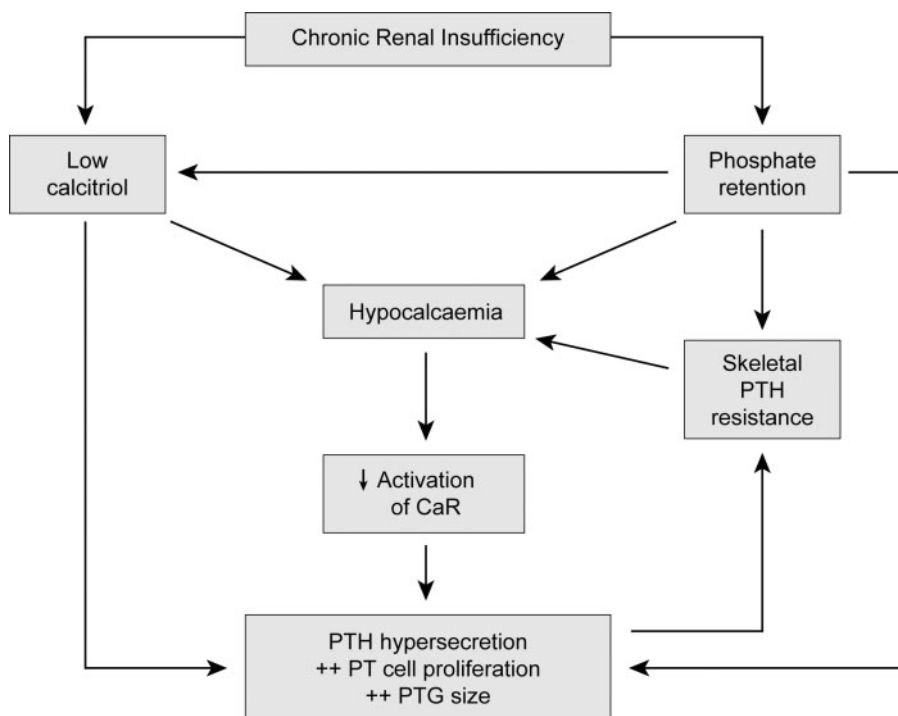 Chronic Renal Insufficiency
Low
calcitriol
Phosphate
retention
Hypocalcaemia
Skeletal
PTH
resistance
↓ Activation
of CaR
PTH hypersecretion
++ PT cell proliferation
++ PTG size